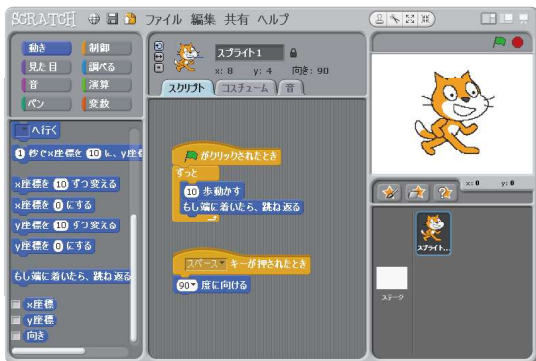 SCRATCH ファイル 編集 共有 ヘルプ
動き 制御
見た目 調べる
音 演算
ペン 変数
へ行く
1 秒でx座標を 10 に、y座標
x座標を 10 ずつ変える
x座標を 0 にする
y座標を 10 ずつ変える
y座標を 0 にする
もし端に着いたら、跳ね返る
x座標
y座標
向き
スプライト1
x: 8 y: 4 向き: 90
スクリプト コスチューム 音
がクリックされたとき
ずっと
10 歩動かす
もし端に着いたら、跳ね返る
スペース キーが押されたとき
90 度に向ける
x: 0 y: 0
スプライト...
ステージ